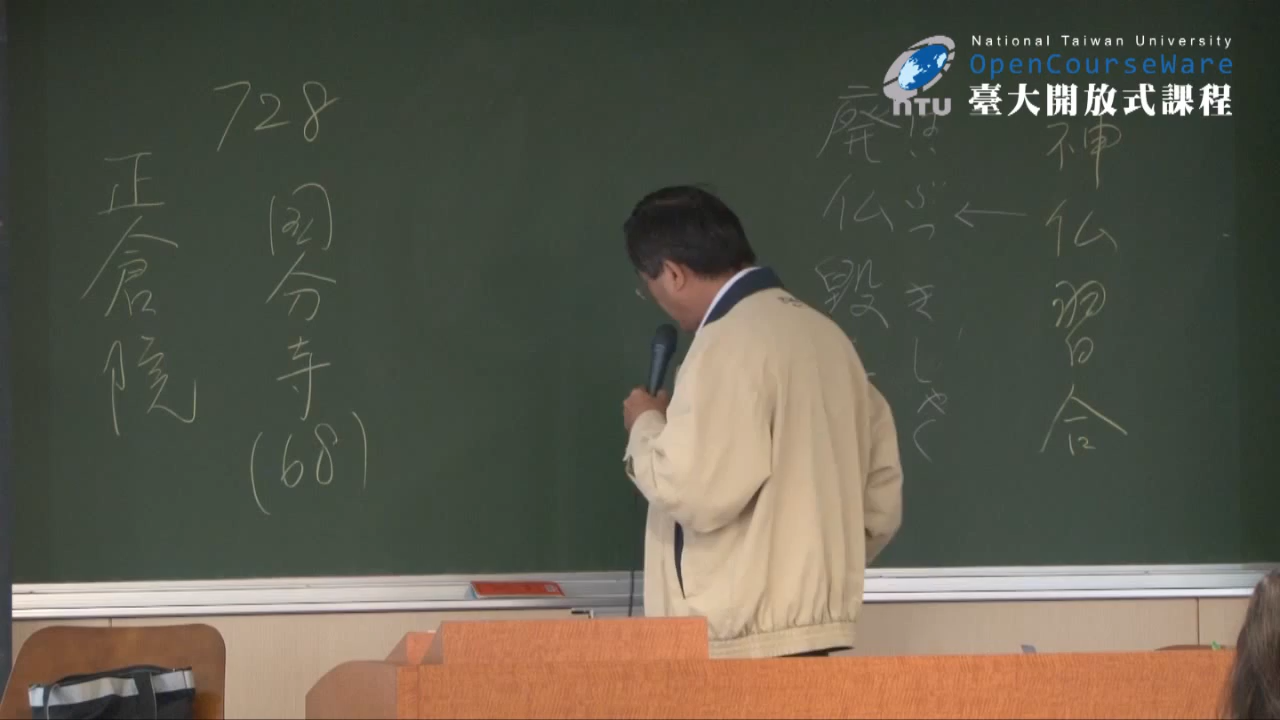 National Taiwan University
OpenCourseWare
臺大開放式課程
NTU
神仏習合
←
はいぶつきしゃく
廃仏毀
728
国分寺
(68)
正倉院